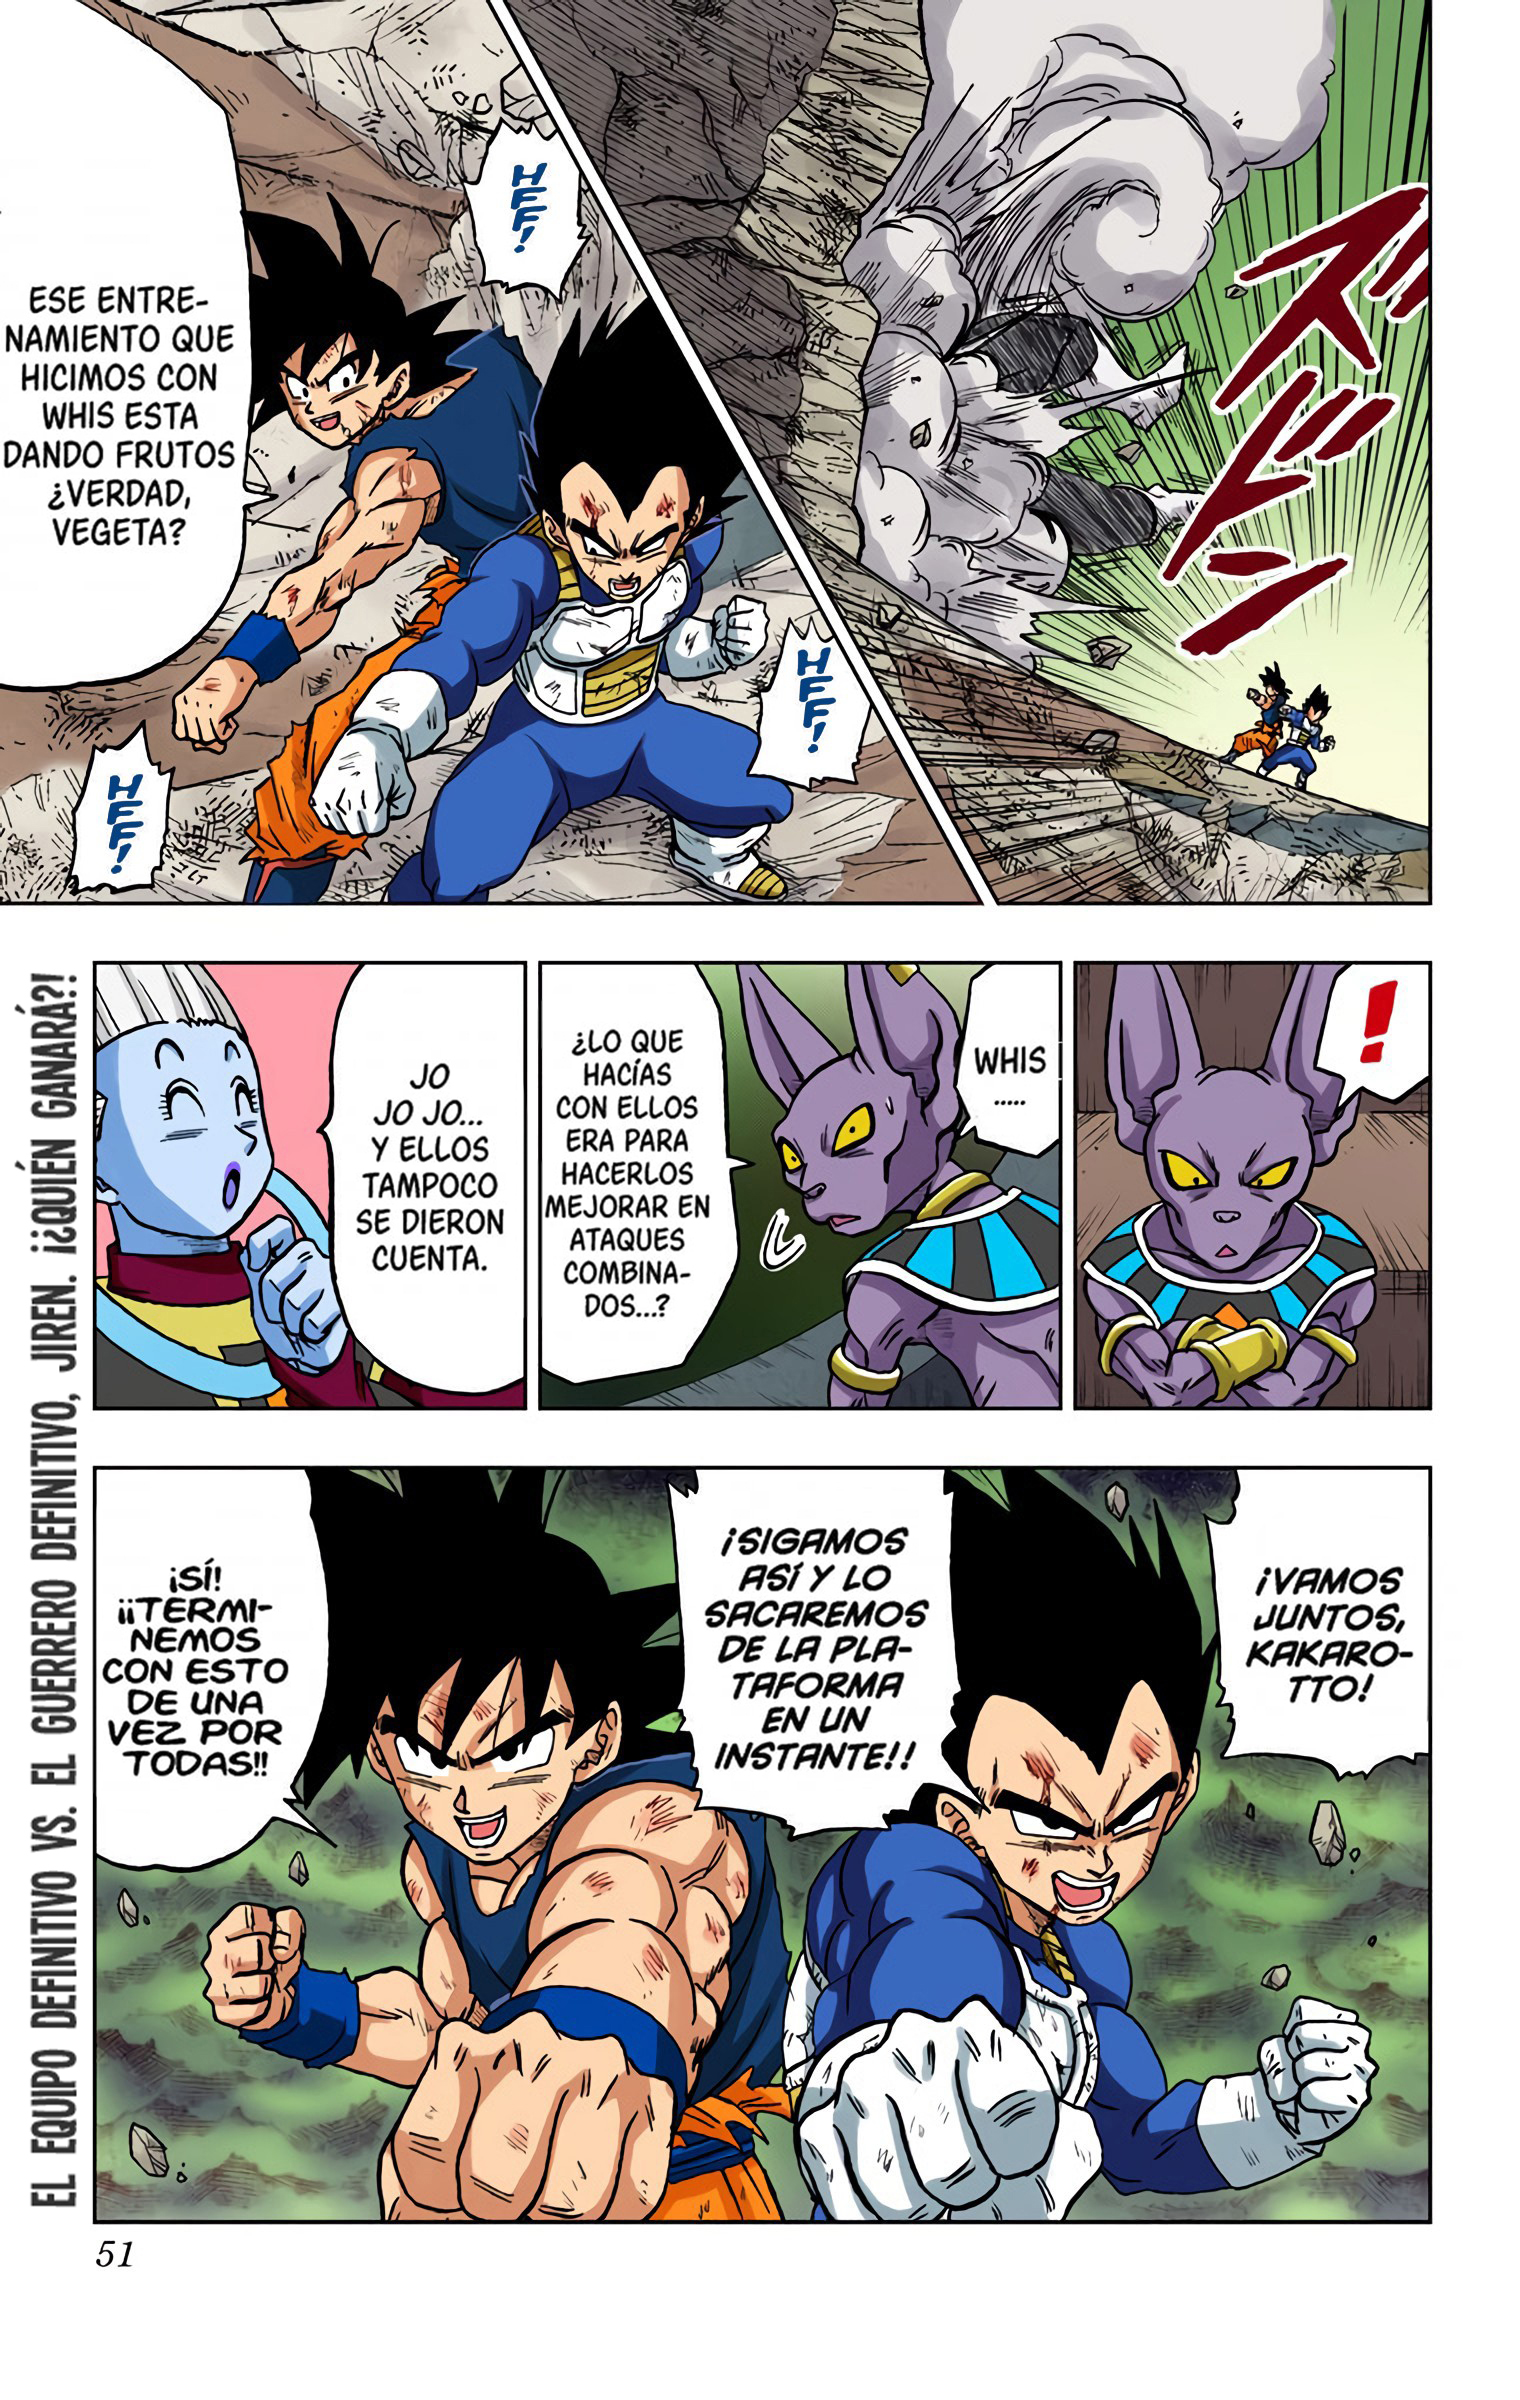 ズドン
HFF!
ESE ENTRE-
NAMIENTO QUE
HICIMOS CON
WHIS ESTA
DANDO FRUTOS
¿VERDAD,
VEGETA?
HFF!
HFF!
!
WHIS
.....
¿LO QUE
HACÍAS
CON ELLOS
ERA PARA
HACERLOS
MEJORAR EN
ATAQUES
COMBINA-
DOS...?
JO
JO JO...
Y ELLOS
TAMPOCO
SE DIERON
CUENTA.
¡VAMOS
JUNTOS,
KAKARO-
TTO!
¡SIGAMOS
ASÍ Y LO
SACAREMOS
DE LA PLA-
TAFORMA
EN UN
INSTANTE!!
¡SÍ!
¡¡TERMI-
NEMOS
CON ESTO
DE UNA
VEZ POR
TODAS!!
EL EQUIPO DEFINITIVO VS. EL GUERRERO DEFINITIVO, JIREN. ¡¿QUIÉN GANARÁ?!
51